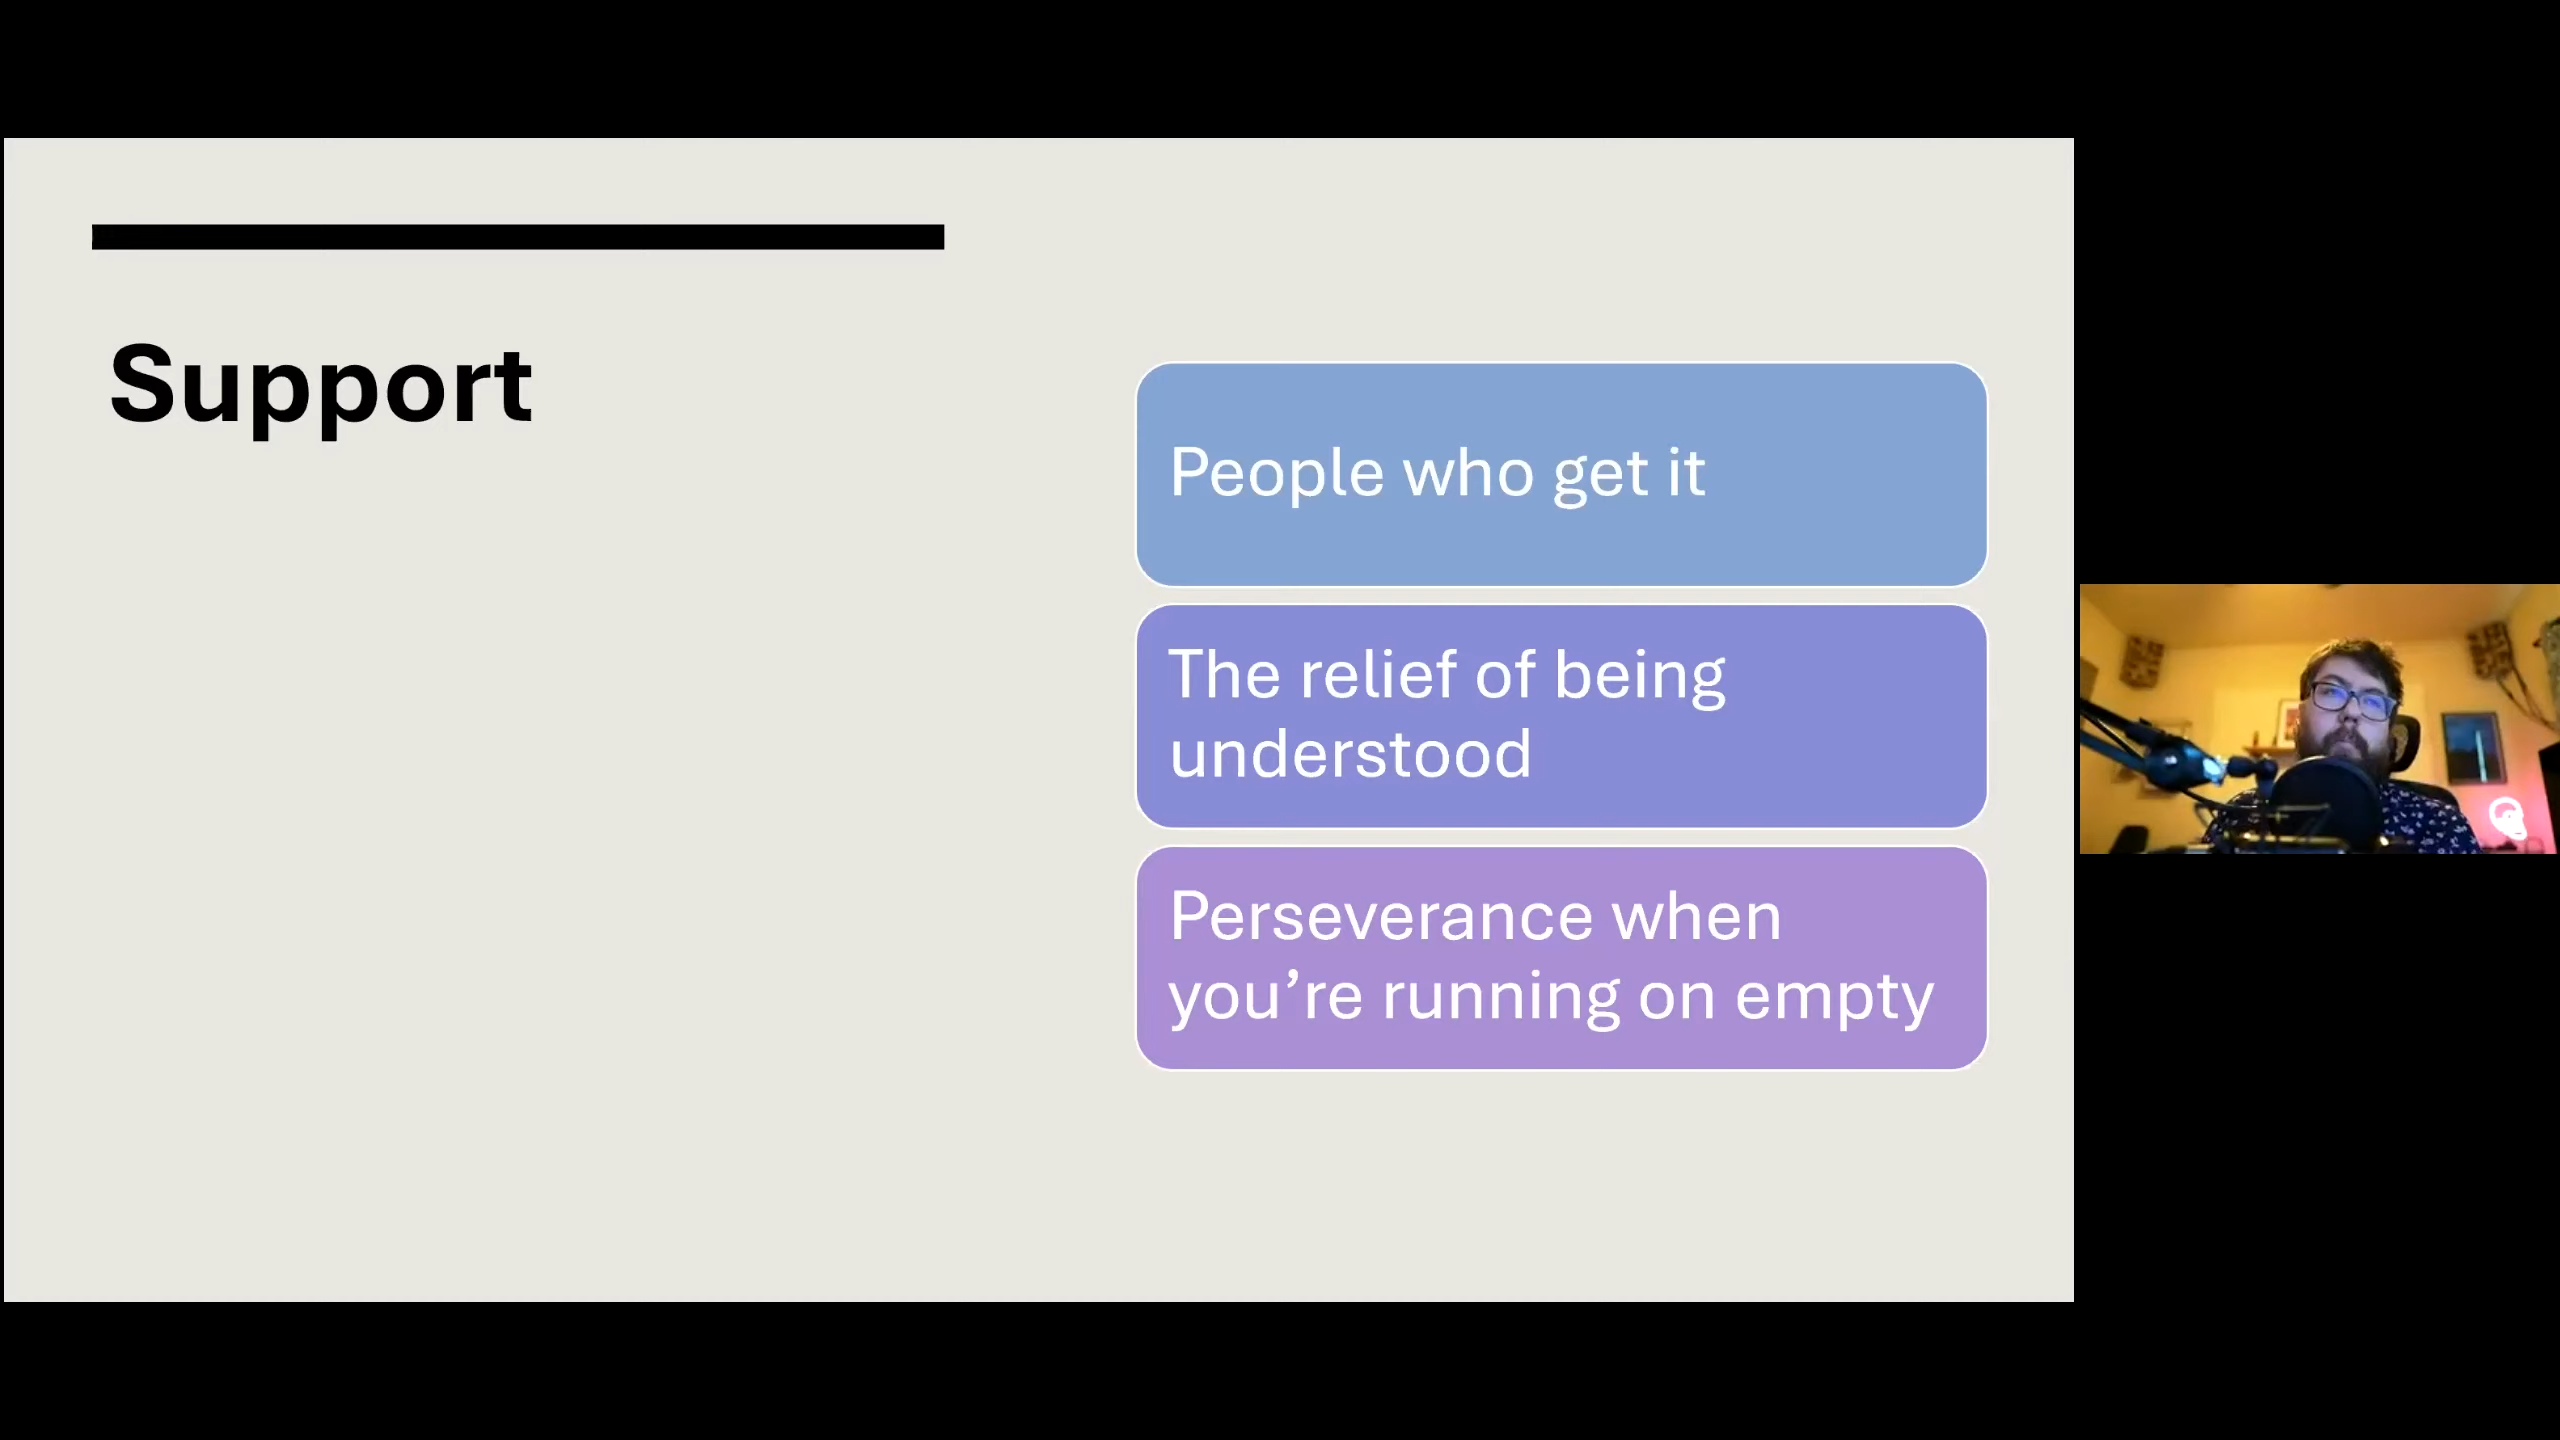 Support
People who get it
The relief of being
understood
Perseverance when
you’re running on empty